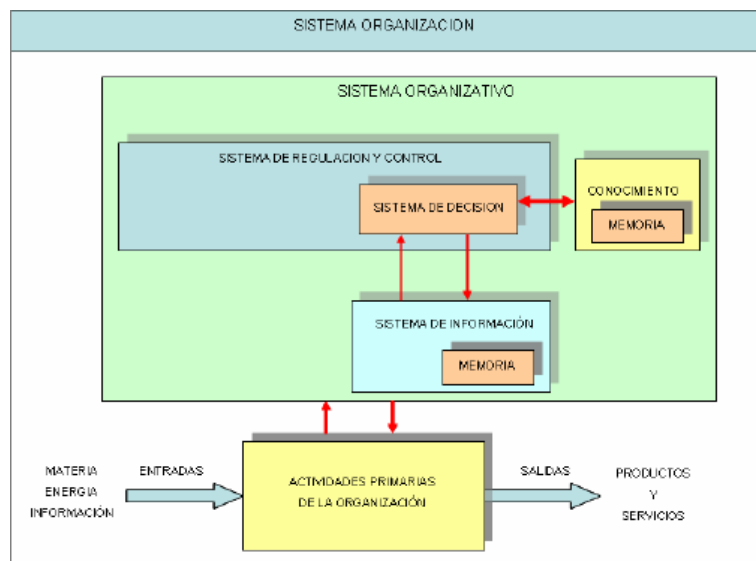 SISTEMA ORGANIZACION
SISTEMA ORGANIZATIVO
SISTEMA DE REGULACION Y CONTROL
SISTEMA DE DECISION
CONOCIMIENTO
MEMORIA
SISTEMA DE INFORMACIÓN
MEMORIA
MATERIA
ENERGIA
INFORMACIÓN
ENTRADAS
ACTIVIDADES PRIMARIAS
DE LA ORGANIZACIÓN
SALIDAS
PRODUCTOS
Y
SERVICIOS